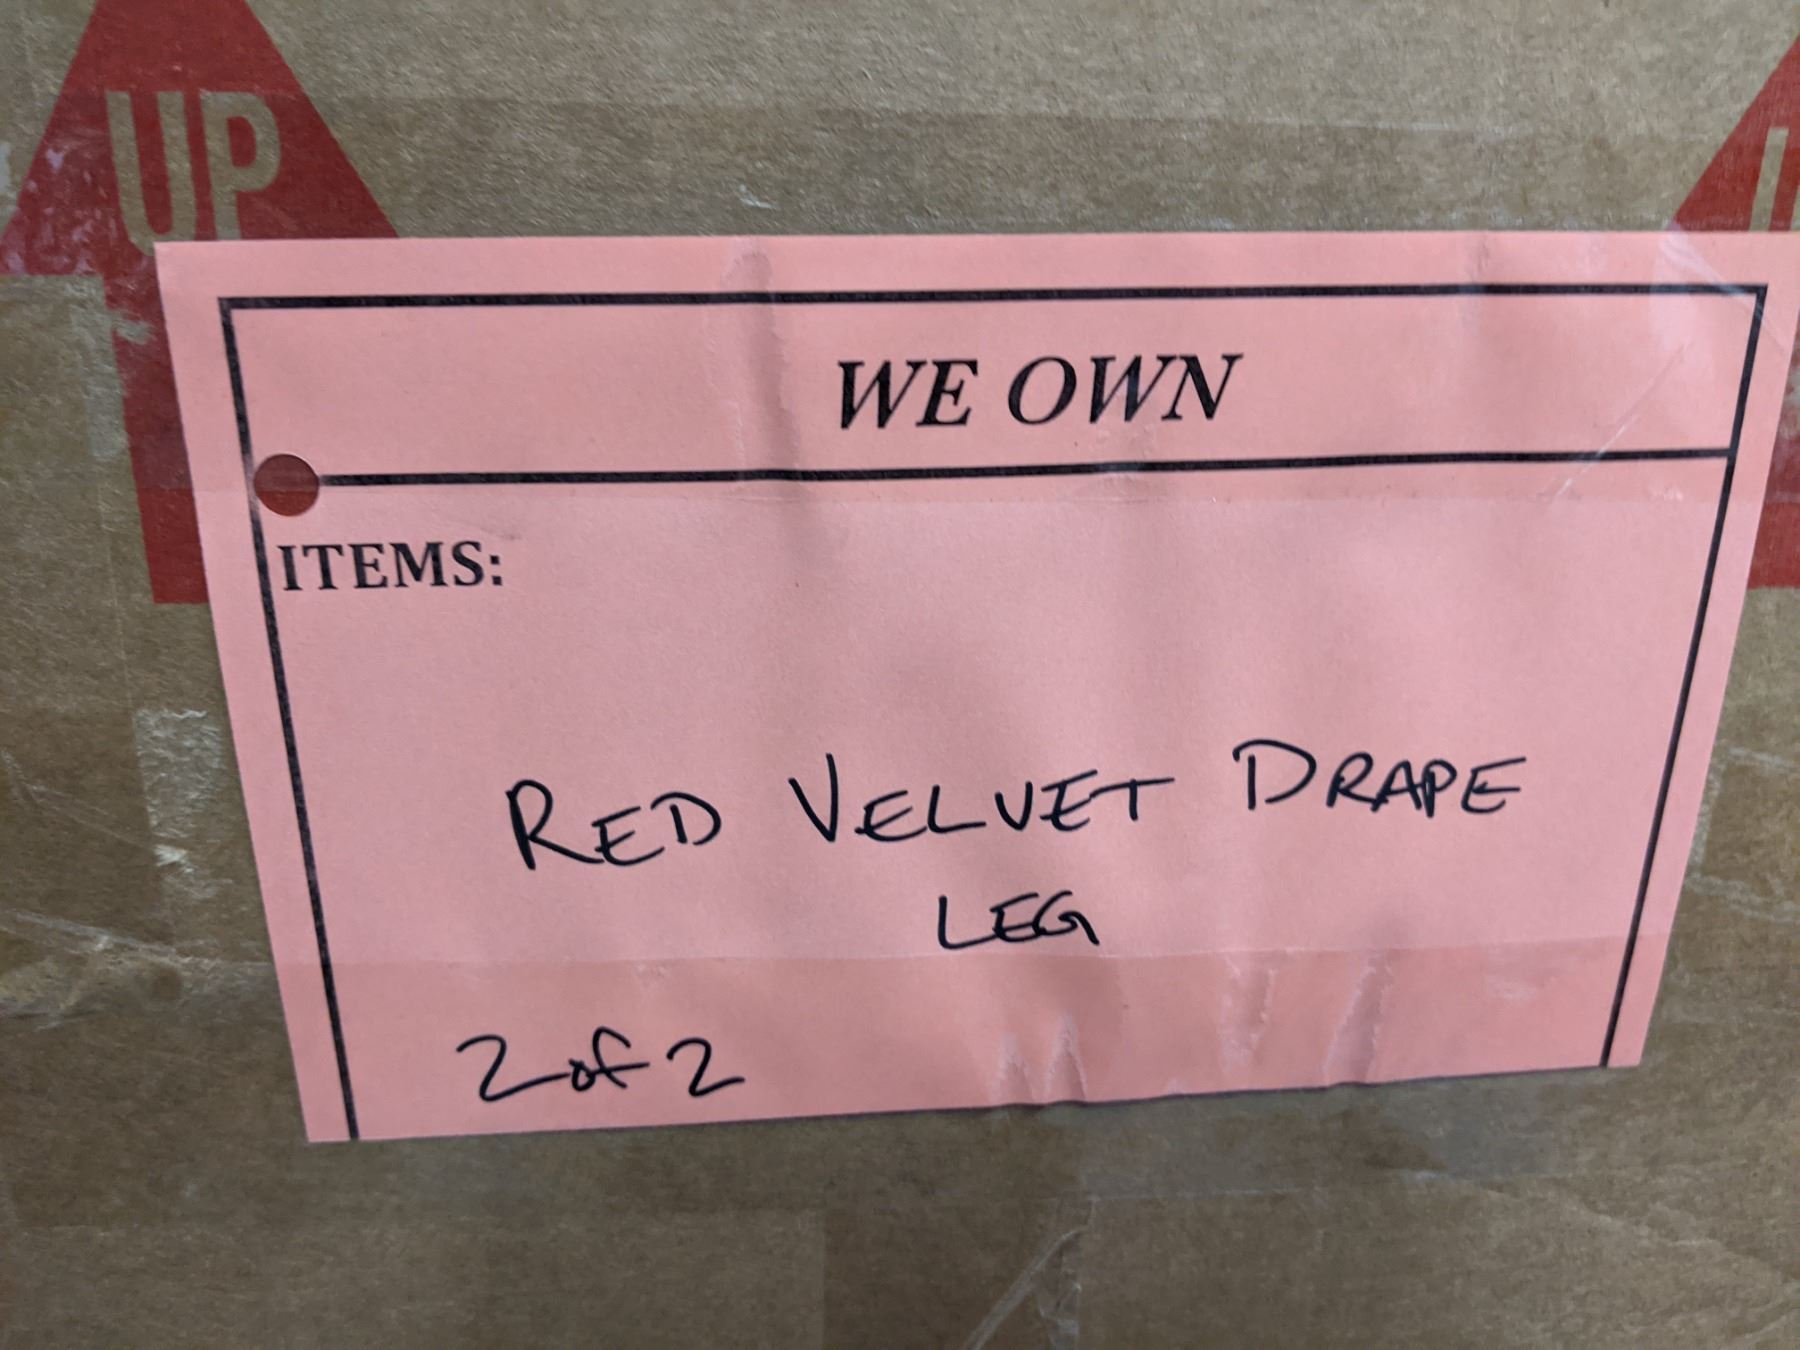 UP
WE OWN
ITEMS:
RED VELVET DRAPE
LEG
2 of 2